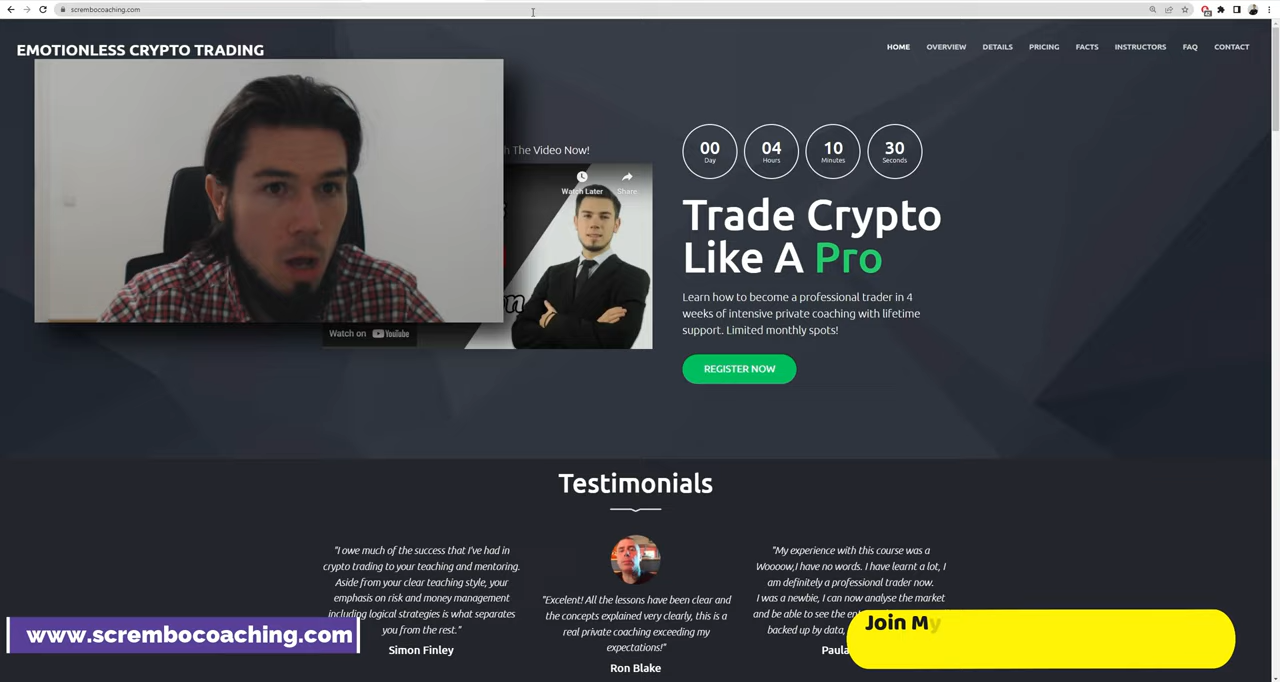 scrembocoaching.com
EMOTIONLESS CRYPTO TRADING
HOME OVERVIEW DETAILS PRICING FACTS INSTRUCTORS FAQ CONTACT
The Video Now!
Watch Later Share
Watch on YouTube
00 04 10 30
Day Hours Minutes Seconds
Trade Crypto
Like A Pro
Learn how to become a professional trader in 4
weeks of intensive private coaching with lifetime
support. Limited monthly spots!
REGISTER NOW
Testimonials
"I owe much of the success that I've had in
crypto trading to your teaching and mentoring.
Aside from your clear teaching style, your
emphasis on risk and money management
including logical strategies is what separates
you from the rest."
Simon Finley
"Excelent! All the lessons have been clear and
the concepts explained very clearly, this is a
real private coaching exceeding my
expectations!"
Ron Blake
"My experience with this course was a
Woooow,I have no words. I have learnt a lot, I
am definitely a professional trader now.
I was a newbie, I can now analyse the market
and be able to see the
backed up by data,
Paula
www.scrembocoaching.com
Join My